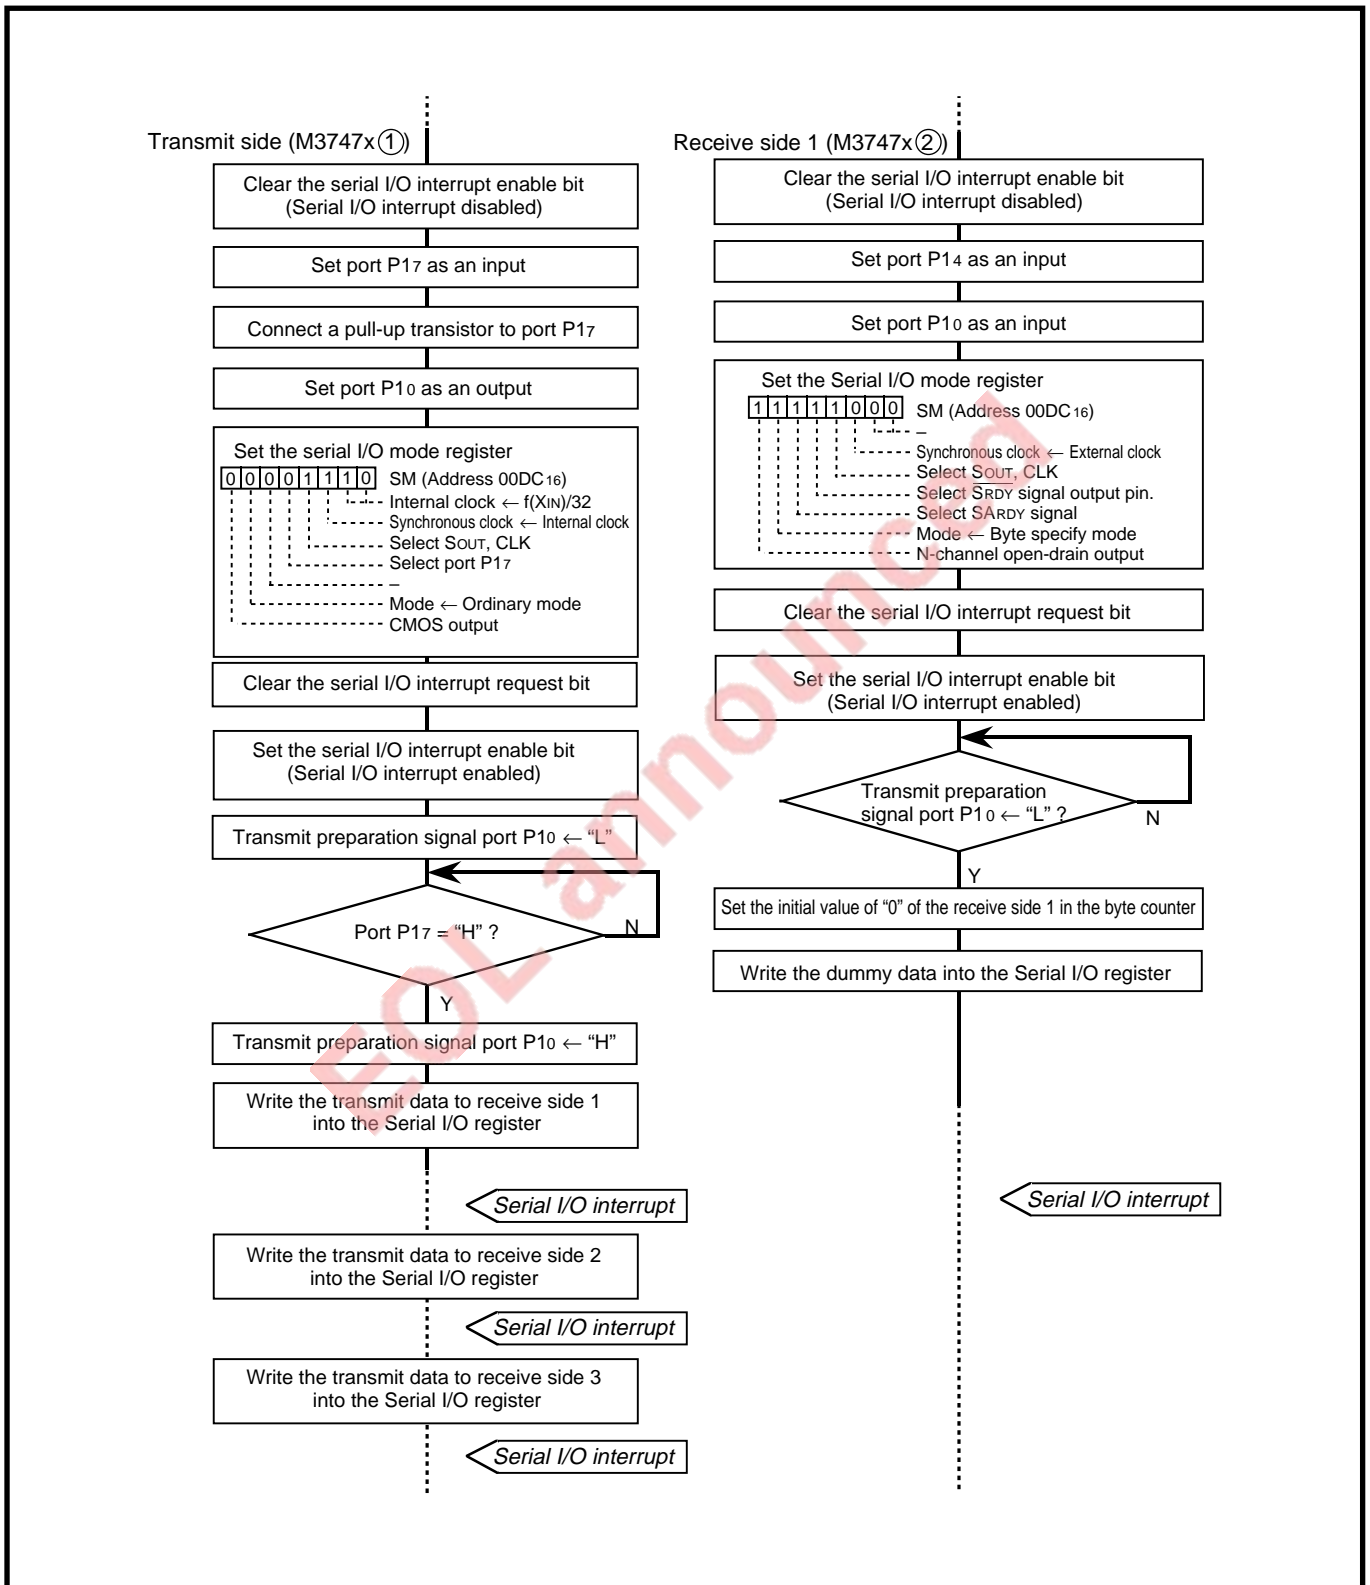 Transmit side (M3747x①)
Clear the serial I/O interrupt enable bit
(Serial I/O interrupt disabled)
Set port P17 as an input
Connect a pull-up transistor to port P17
Set port P10 as an output
Set the serial I/O mode register
0 0 0 0 1 1 1 0 SM (Address 00DC16)
Internal clock ← f(XIN)/32
Synchronous clock ← Internal clock
Select SOUT, CLK
Select port P17
–
Mode ← Ordinary mode
CMOS output
Clear the serial I/O interrupt request bit
Set the serial I/O interrupt enable bit
(Serial I/O interrupt enabled)
Transmit preparation signal port P10 ← “L”
Port P17 = “H” ?
N
Y
Transmit preparation signal port P10 ← “H”
Write the transmit data to receive side 1
into the Serial I/O register
Serial I/O interrupt
Write the transmit data to receive side 2
into the Serial I/O register
Serial I/O interrupt
Write the transmit data to receive side 3
into the Serial I/O register
Serial I/O interrupt
Receive side 1 (M3747x②)
Clear the serial I/O interrupt enable bit
(Serial I/O interrupt disabled)
Set port P14 as an input
Set port P10 as an input
Set the Serial I/O mode register
1 1 1 1 1 0 0 0 SM (Address 00DC16)
–
Synchronous clock ← External clock
Select SOUT, CLK
Select SRDY signal output pin.
Select SARDY signal
Mode ← Byte specify mode
N-channel open-drain output
Clear the serial I/O interrupt request bit
Set the serial I/O interrupt enable bit
(Serial I/O interrupt enabled)
Transmit preparation
signal port P10 ← “L” ?
N
Y
Set the initial value of “0” of the receive side 1 in the byte counter
Write the dummy data into the Serial I/O register
Serial I/O interrupt
EOL announced